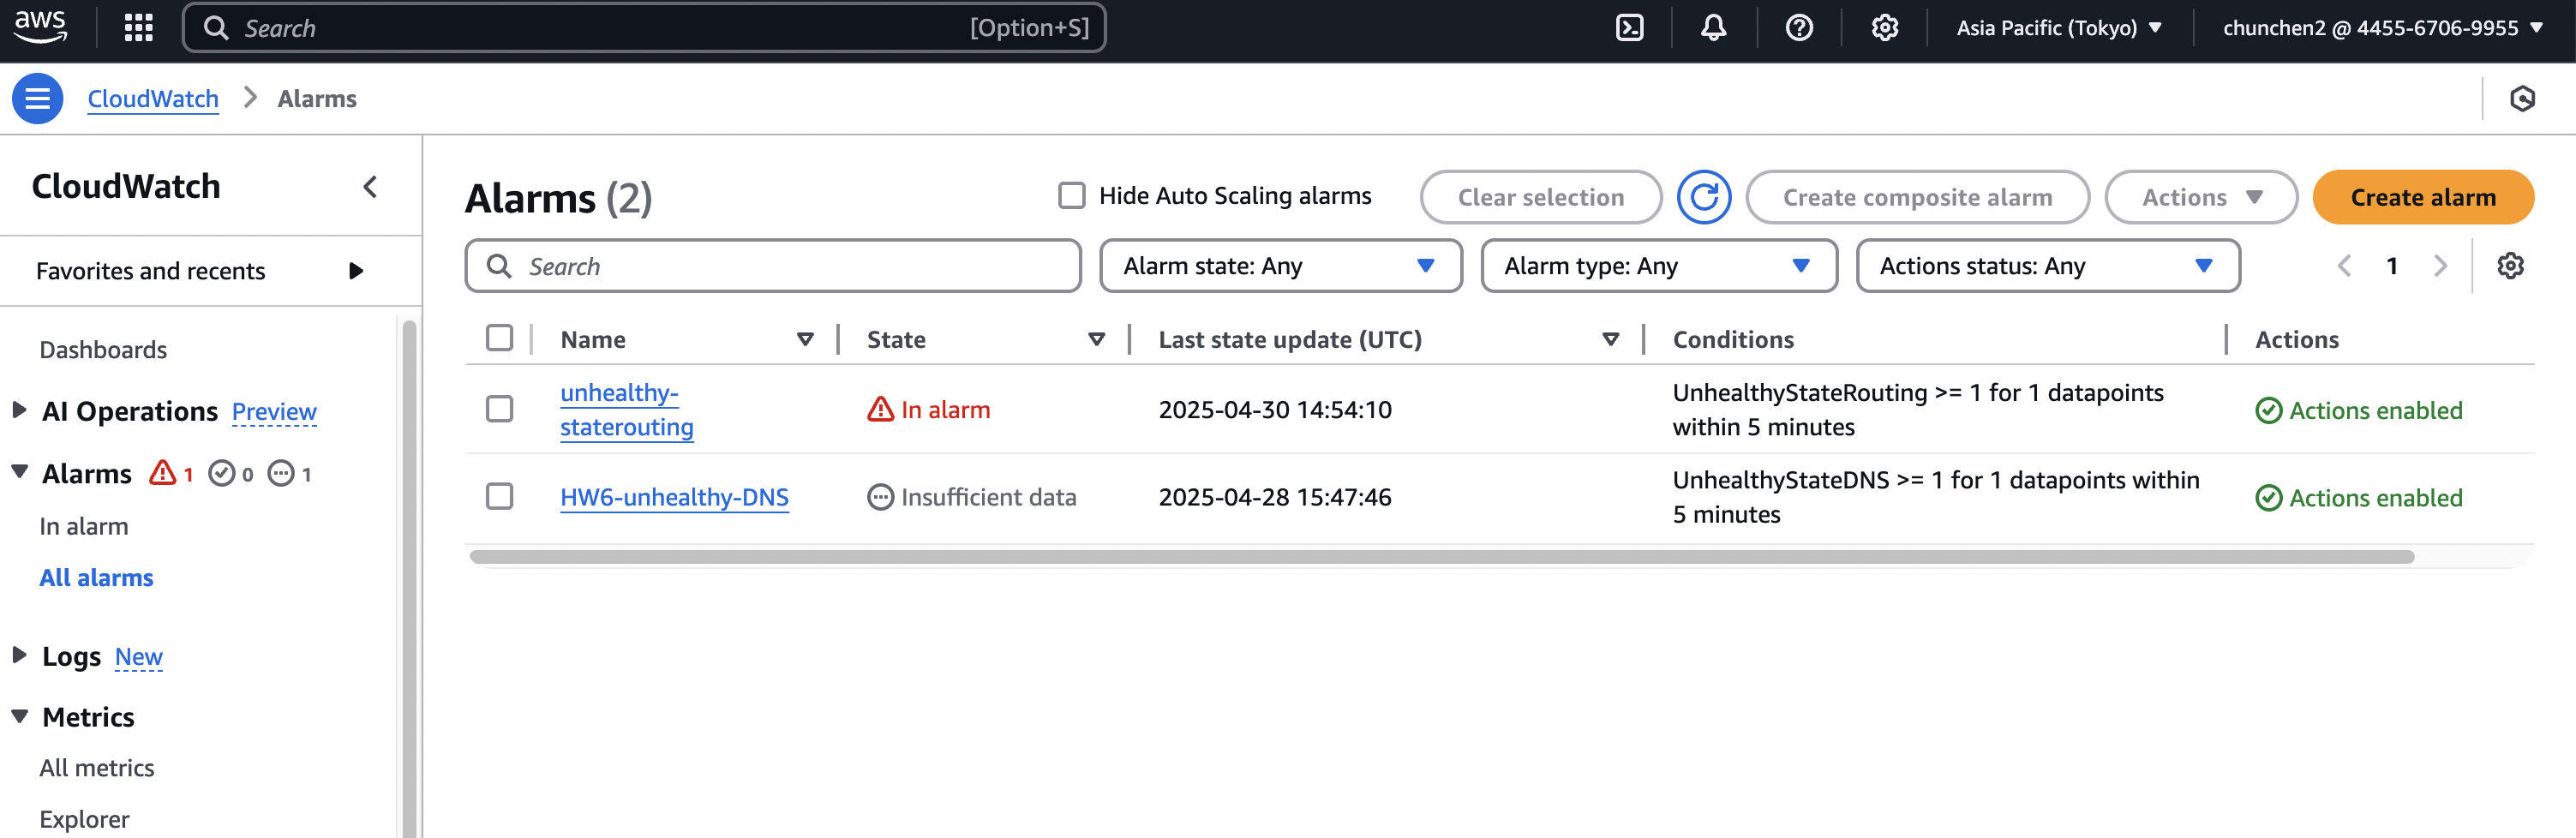 aws
Search [Option+S] Asia Pacific (Tokyo) chunchen2 @ 4455-6706-9955
CloudWatch Alarms
CloudWatch
Favorites and recents
Dashboards
AI Operations Preview
Alarms 1 0 1
In alarm
All alarms
Logs New
Metrics
All metrics
Explorer
Alarms (2) Hide Auto Scaling alarms Clear selection Create composite alarm Actions Create alarm
Search Alarm state: Any Alarm type: Any Actions status: Any 1
Name State Last state update (UTC) Conditions Actions
unhealthy-
staterouting In alarm 2025-04-30 14:54:10 UnhealthyStateRouting >= 1 for 1 datapoints
within 5 minutes Actions enabled
HW6-unhealthy-DNS Insufficient data 2025-04-28 15:47:46 UnhealthyStateDNS >= 1 for 1 datapoints within
5 minutes Actions enabled